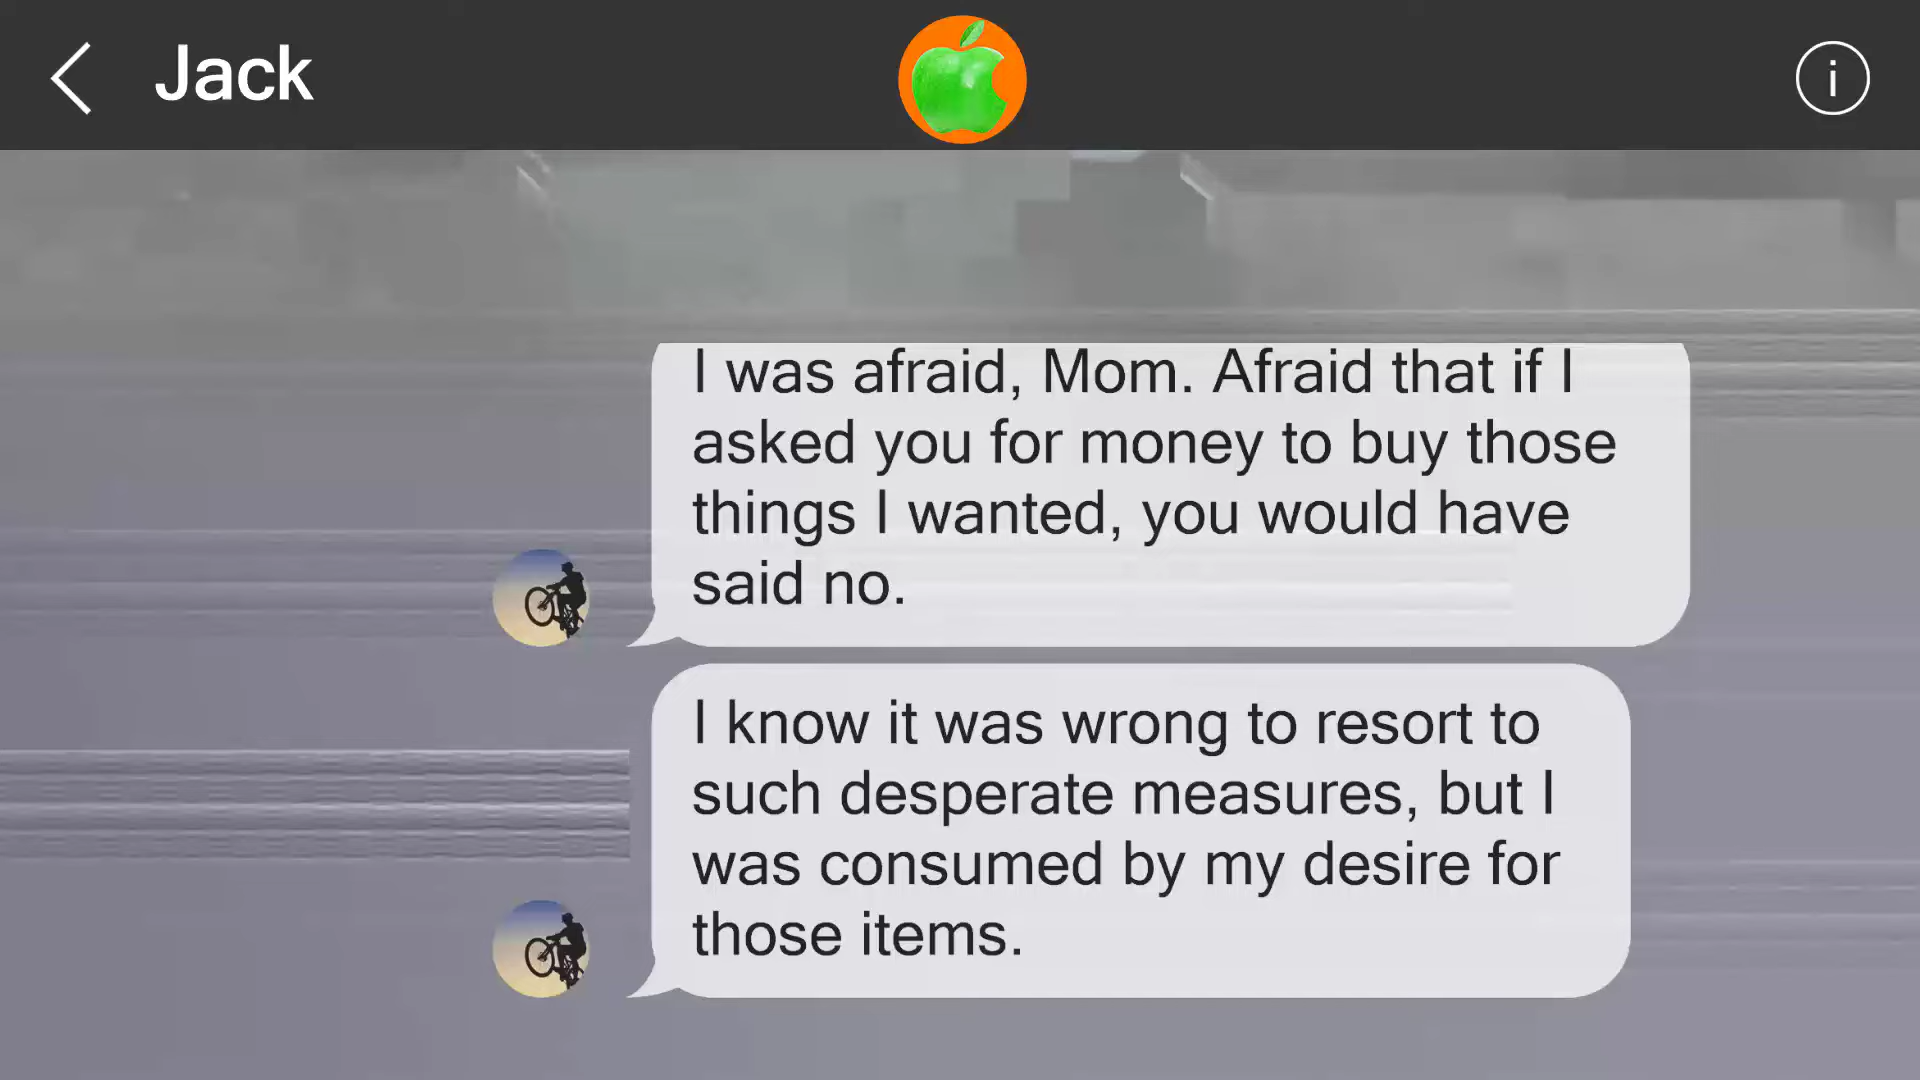 Jack
i
I was afraid, Mom. Afraid that if I
asked you for money to buy those
things I wanted, you would have
said no.
I know it was wrong to resort to
such desperate measures, but I
was consumed by my desire for
those items.